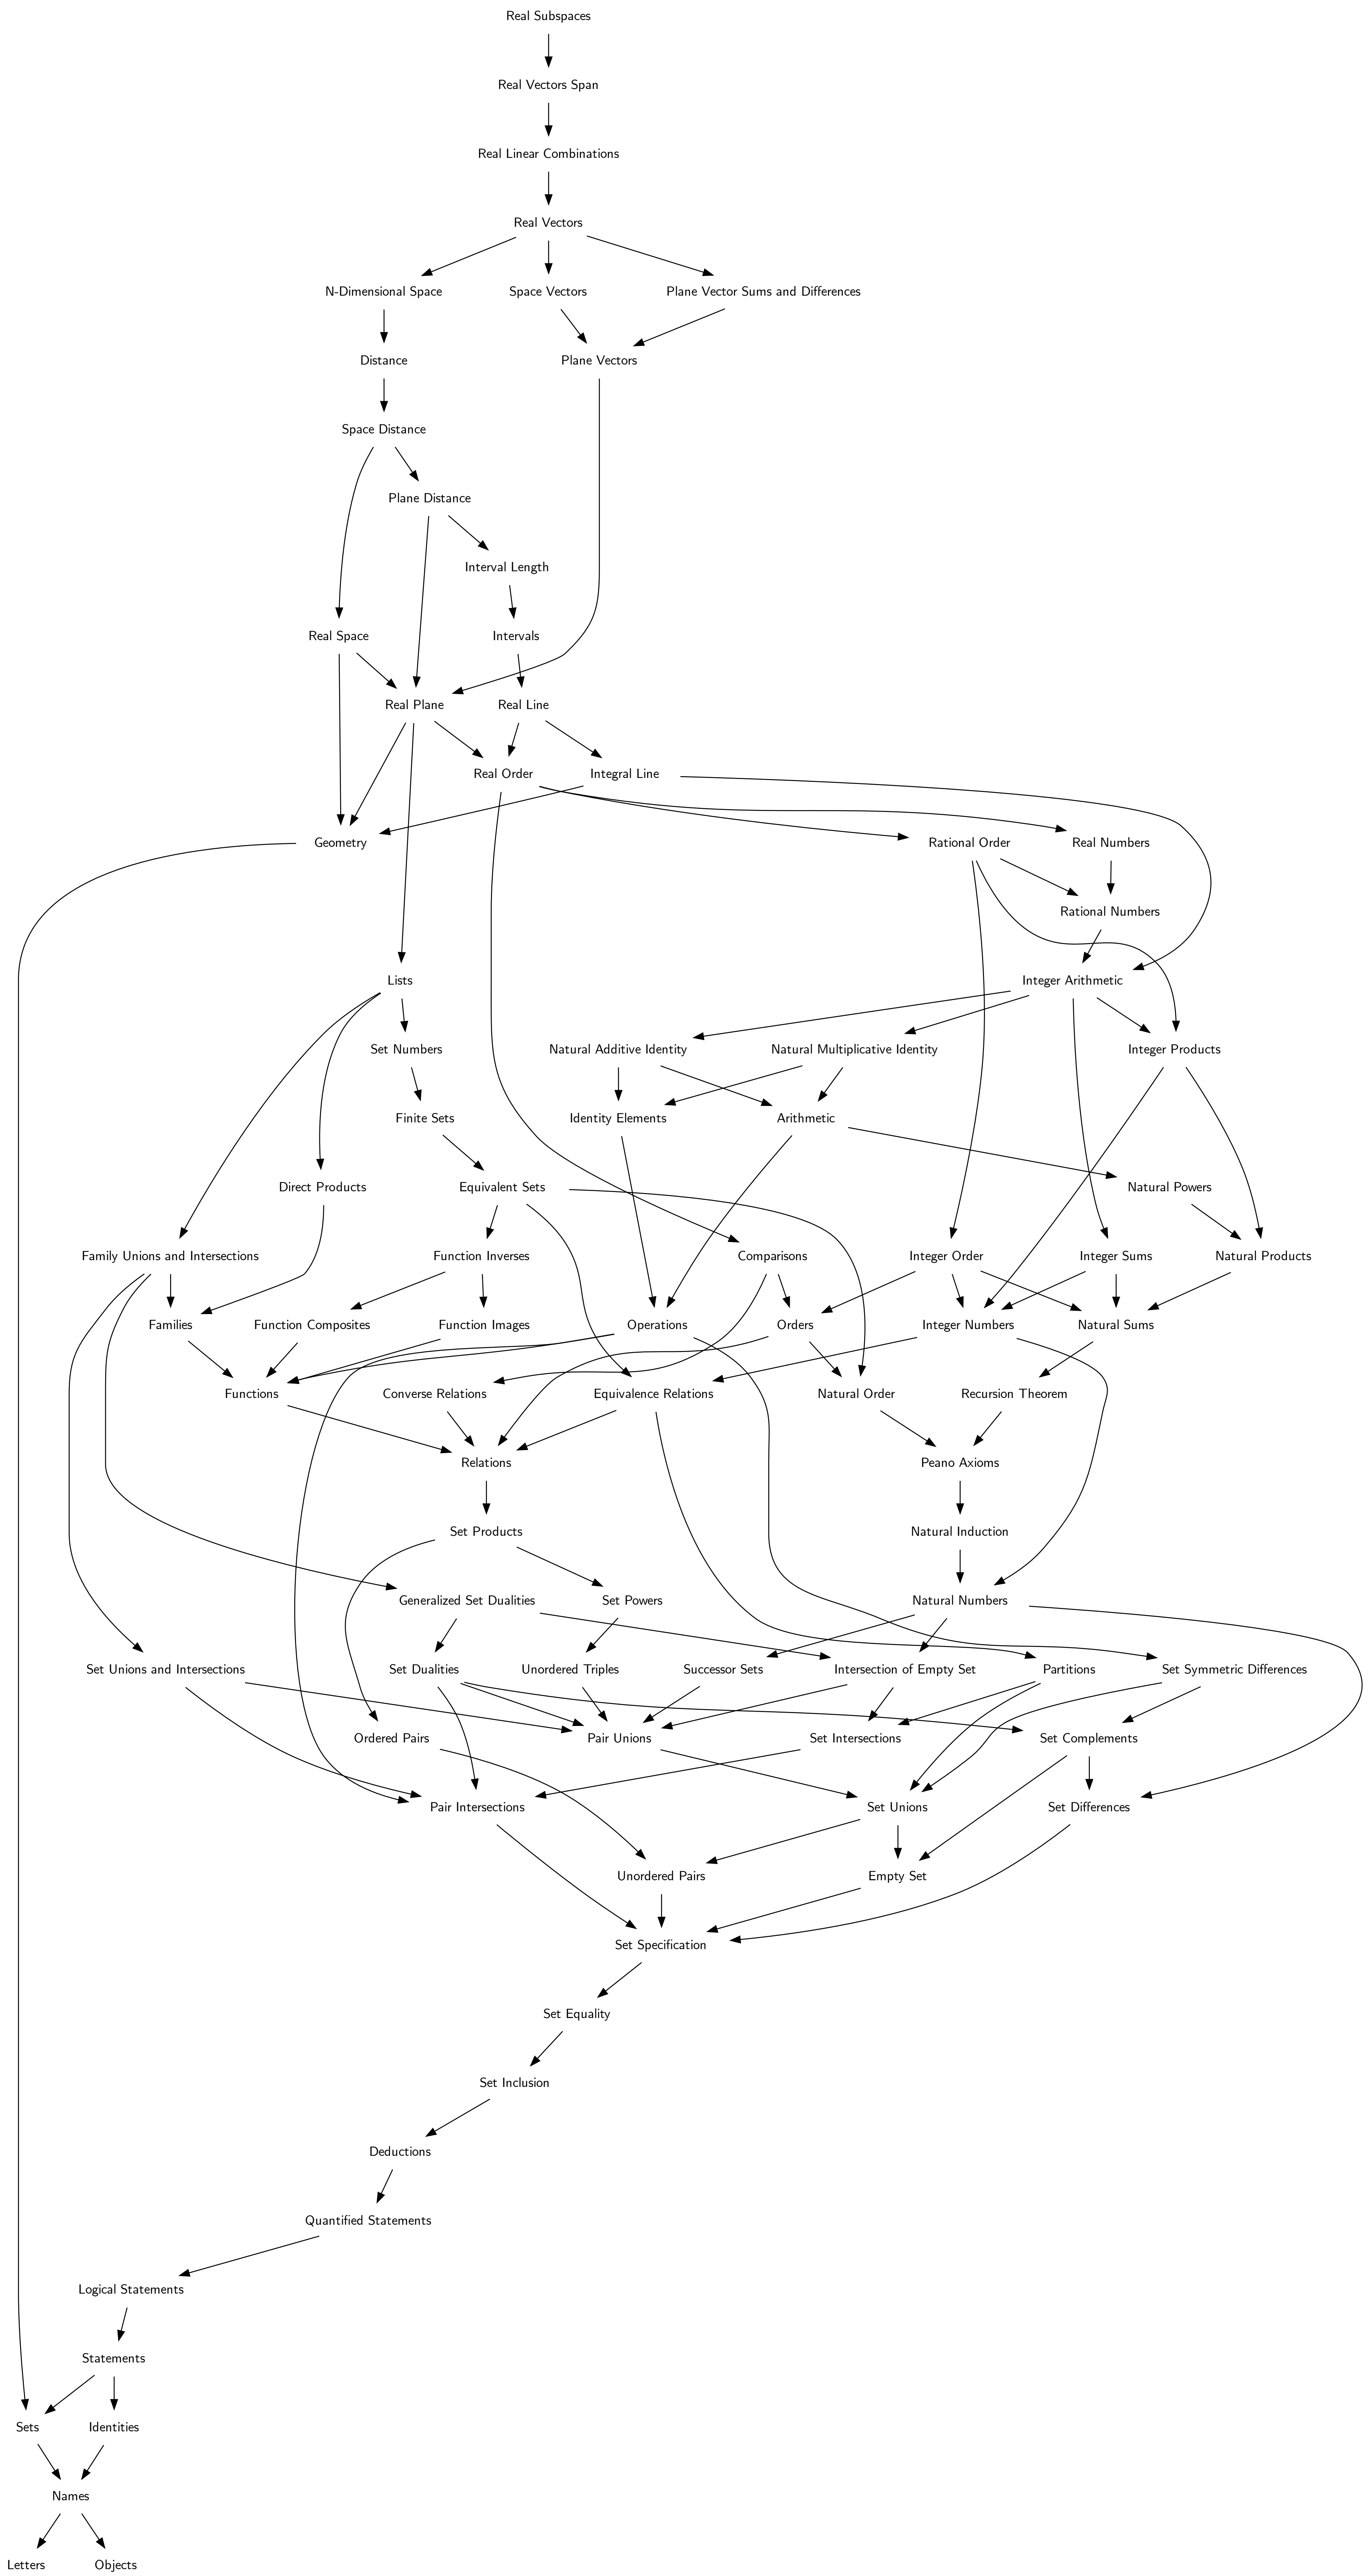 Real Subspaces
Real Vectors Span
Real Linear Combinations
Real Vectors
N-Dimensional Space
Space Vectors
Plane Vector Sums and Differences
Distance
Plane Vectors
Space Distance
Plane Distance
Interval Length
Real Space
Intervals
Real Plane
Real Line
Real Order
Integral Line
Geometry
Rational Order
Real Numbers
Rational Numbers
Lists
Integer Arithmetic
Set Numbers
Natural Additive Identity
Natural Multiplicative Identity
Integer Products
Finite Sets
Identity Elements
Arithmetic
Direct Products
Equivalent Sets
Natural Powers
Family Unions and Intersections
Function Inverses
Comparisons
Integer Order
Integer Sums
Natural Products
Families
Function Composites
Function Images
Operations
Orders
Integer Numbers
Natural Sums
Functions
Converse Relations
Equivalence Relations
Natural Order
Recursion Theorem
Relations
Peano Axioms
Set Products
Natural Induction
Generalized Set Dualities
Set Powers
Natural Numbers
Set Unions and Intersections
Set Dualities
Unordered Triples
Successor Sets
Intersection of Empty Set
Partitions
Set Symmetric Differences
Ordered Pairs
Pair Unions
Set Intersections
Set Complements
Pair Intersections
Set Unions
Set Differences
Unordered Pairs
Empty Set
Set Specification
Set Equality
Set Inclusion
Deductions
Quantified Statements
Logical Statements
Statements
Sets
Identities
Names
Letters
Objects